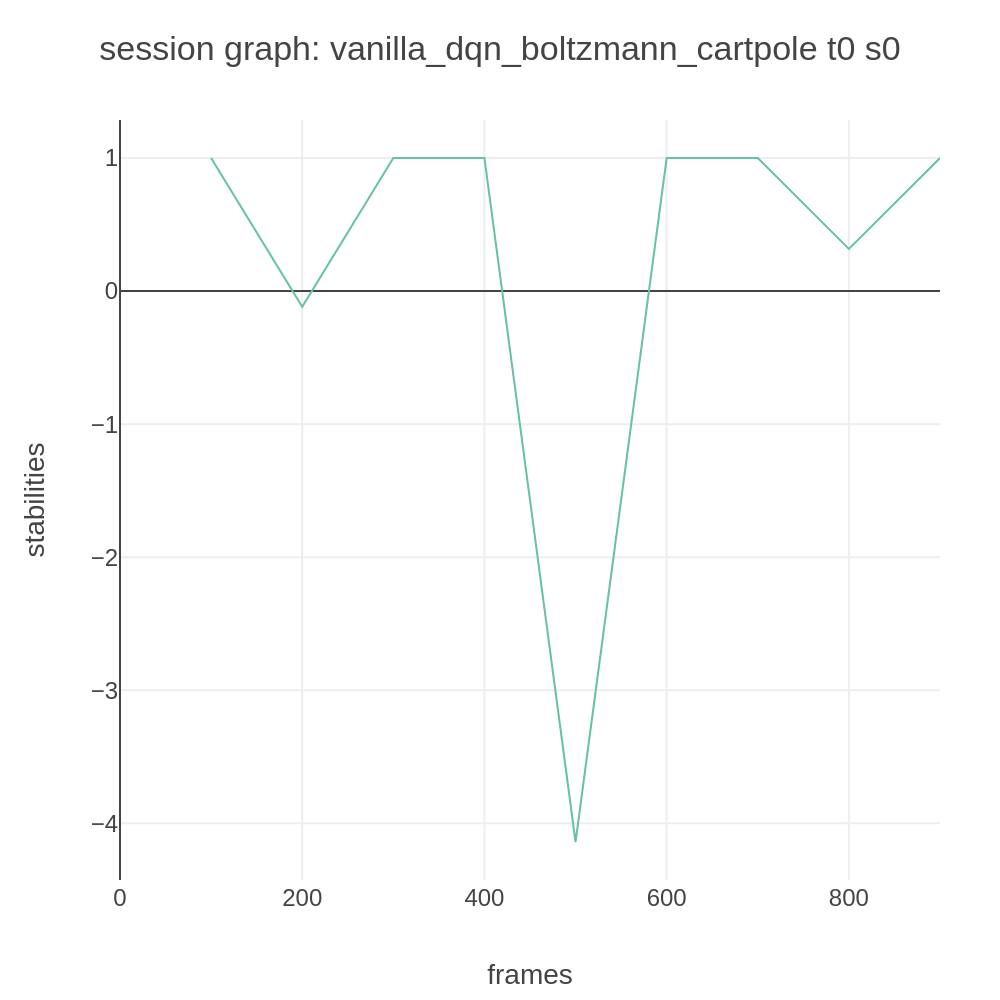 session graph: vanilla_dqn_boltzmann_cartpole t0 s0
1
0
−1
−2
−3
−4
stabilities
0 200 400 600 800
frames